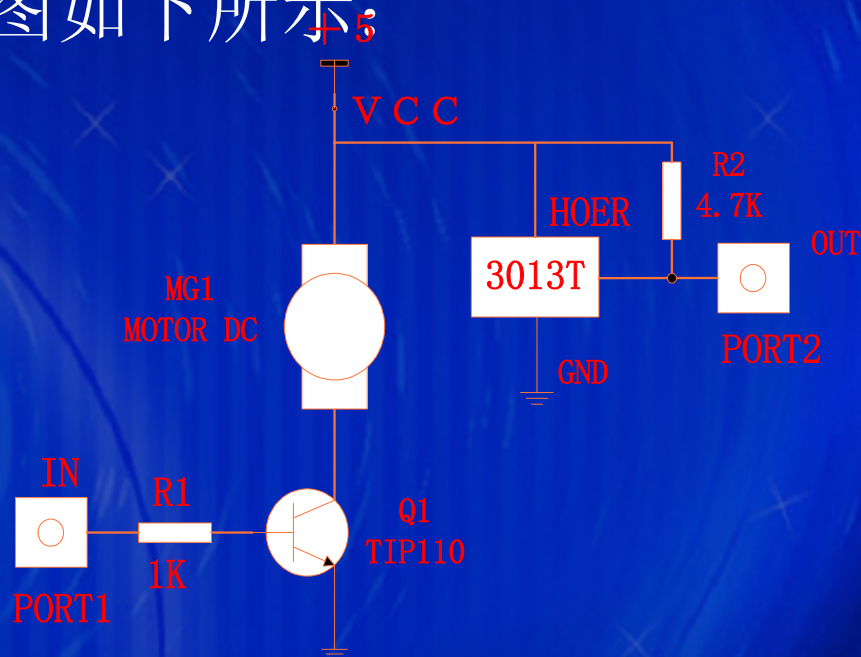 图如下所示;
+5
VCC
R2
4.7K
HOER
3013T
OUT
MG1
MOTOR DC
PORT2
GND
IN
R1
Q1
TIP110
1K
PORT1